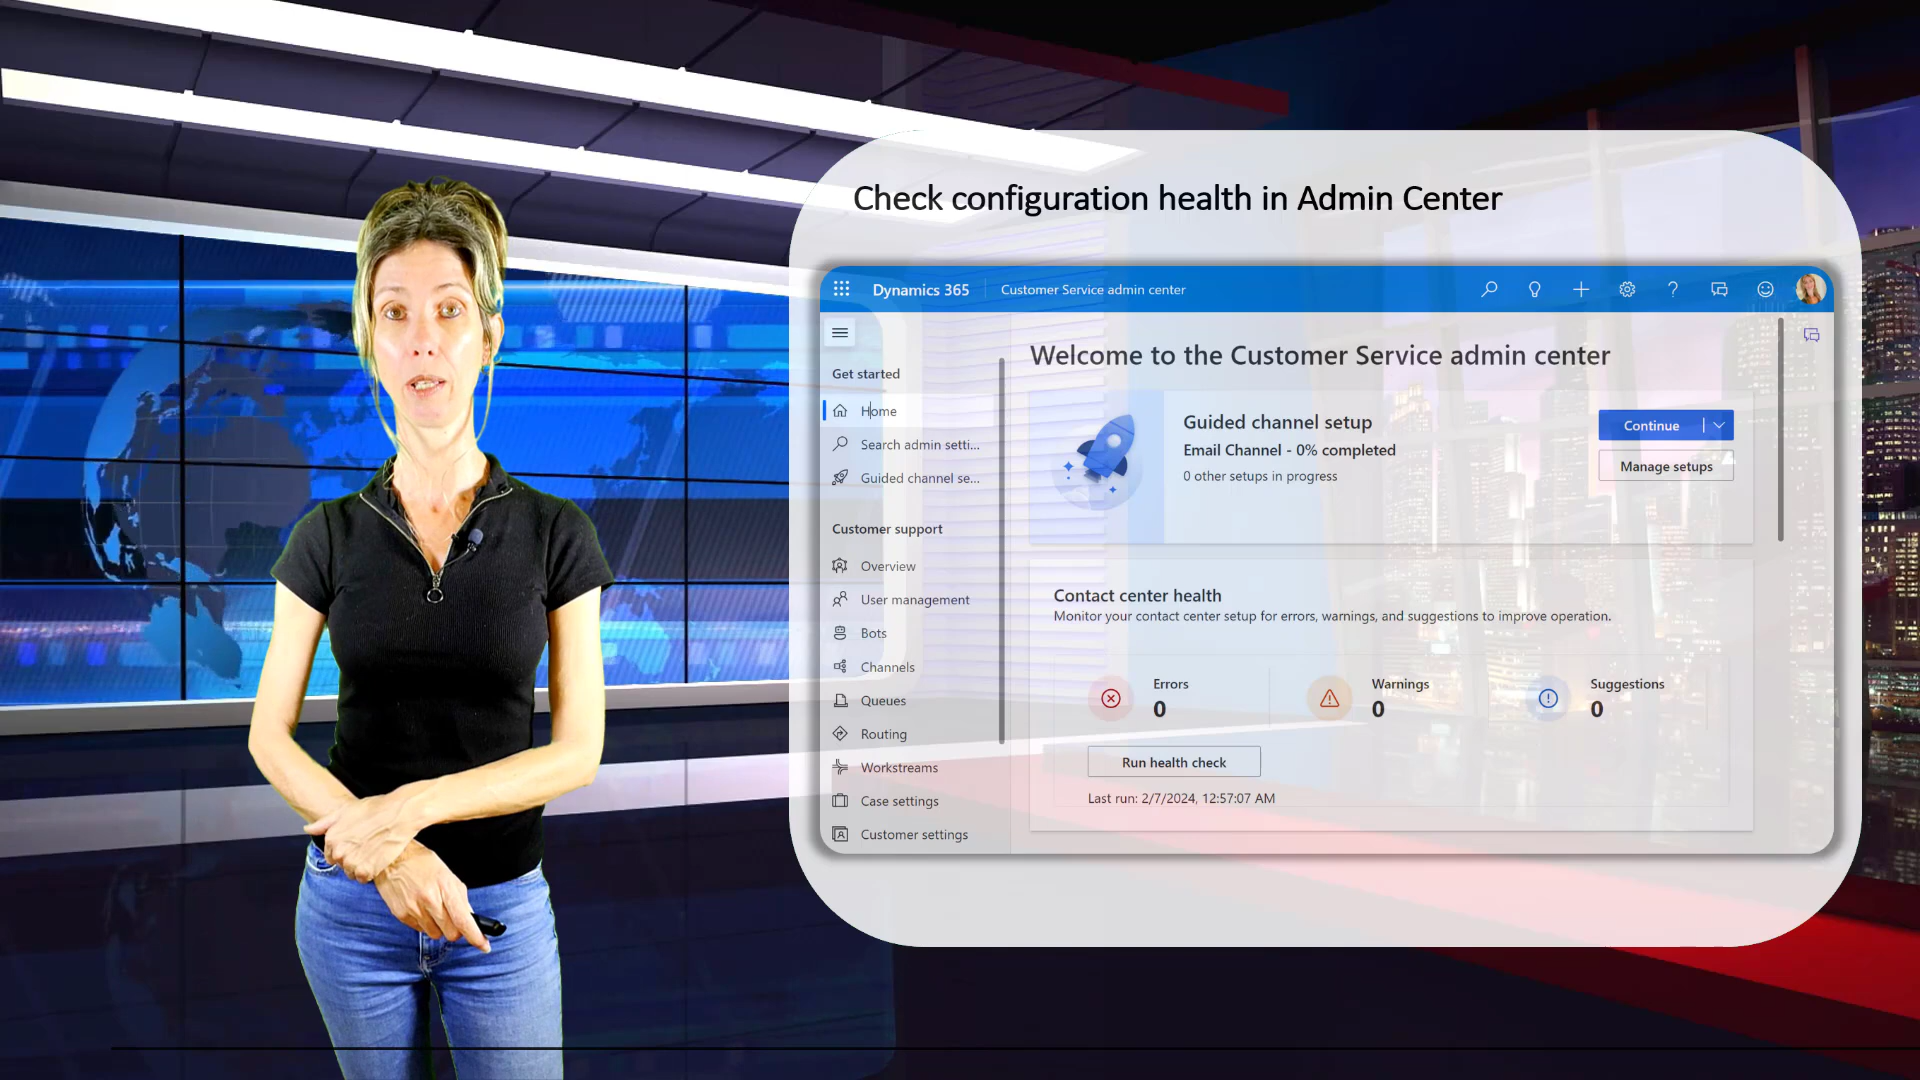 Check configuration health in Admin Center
Dynamics 365
Customer Service admin center
Get started
Home
Search admin setti...
Guided channel se...
Customer support
Overview
User management
Bots
Channels
Queues
Routing
Workstreams
Case settings
Customer settings
Welcome to the Customer Service admin center
Guided channel setup
Email Channel - 0% completed
0 other setups in progress
Continue
Manage setups
Contact center health
Monitor your contact center setup for errors, warnings, and suggestions to improve operation.
Errors
0
Warnings
0
Suggestions
0
Run health check
Last run: 2/7/2024, 12:57:07 AM